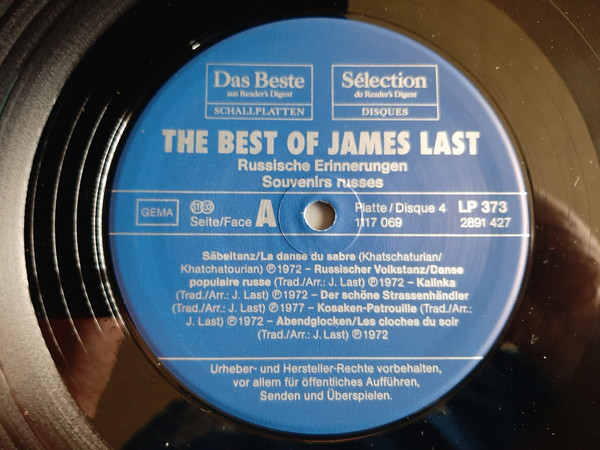 Das Beste
aus Reader's Digest
SCHALLPLATTEN
Sélection
du Reader's Digest
DISQUES
THE BEST OF JAMES LAST
Russische Erinnerungen
Souvenirs russes
GEMA
Seite/Face A
Platte/Disque 4
1117 069
LP 373
2891 427
Säbeltanz/La danse du sabre (Khatschaturian/
Khatchatourian) ℗1972 – Russischer Volkstanz/Danse
populaire russe (Trad./Arr.: J. Last) ℗1972 – Kalinka
(Trad./Arr.: J. Last) ℗1972 – Der schöne Strassenhändler
(Trad./Arr.: J. Last) ℗1977 – Kosaken-Patrouille (Trad./Arr.:
J. Last) ℗1972 – Abendglocken/Les cloches du soir
(Trad./Arr.: J. Last) ℗1972
Urheber- und Hersteller-Rechte vorbehalten,
vor allem für öffentliches Aufführen,
Senden und Überspielen.